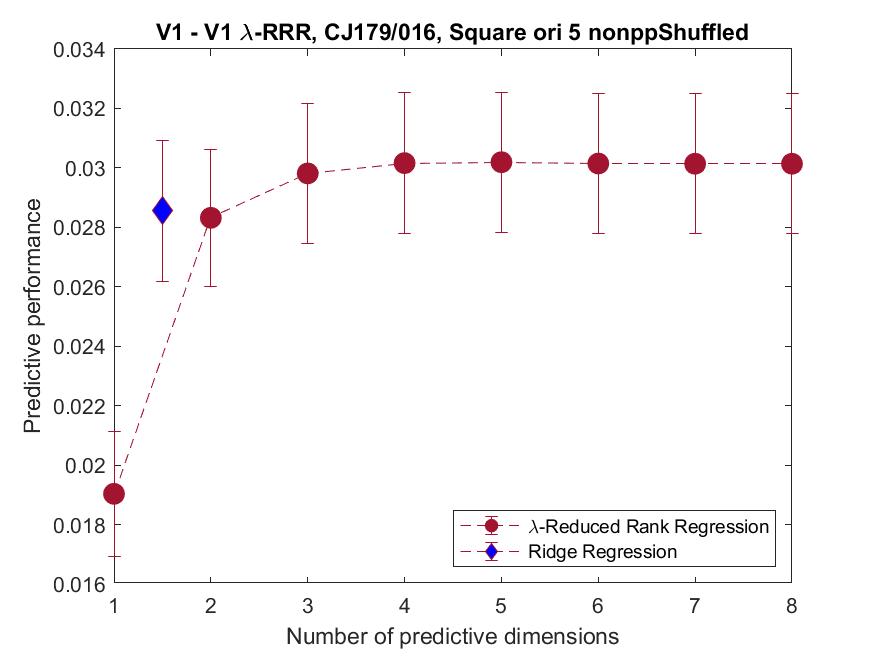 V1 - V1 λ-RRR, CJ179/016, Square ori 5 nonppShuffled
0.034
0.032
0.03
0.028
0.026
0.024
0.022
0.02
0.018
0.016
Predictive performance
1 2 3 4 5 6 7 8
Number of predictive dimensions
λ-Reduced Rank Regression
Ridge Regression